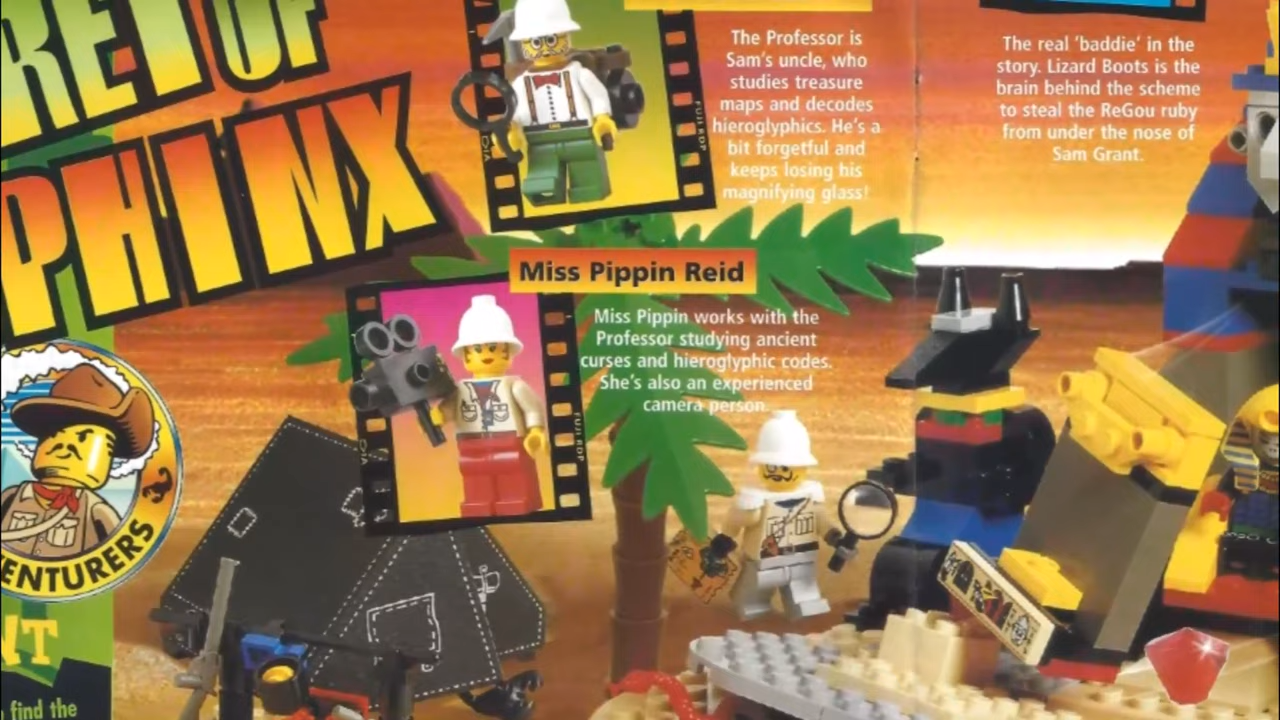 RET OF
PHINX
The Professor is
Sam's uncle, who
studies treasure
maps and decodes
hieroglyphics. He's a
bit forgetful and
keeps losing his
magnifying glass!
The real 'baddie' in the
story. Lizard Boots is the
brain behind the scheme
to steal the ReGou ruby
from under the nose of
Sam Grant.
Miss Pippin Reid
Miss Pippin works with the
Professor studying ancient
curses and hieroglyphic codes.
She's also an experienced
camera person.
ENTURERS
NT
find the